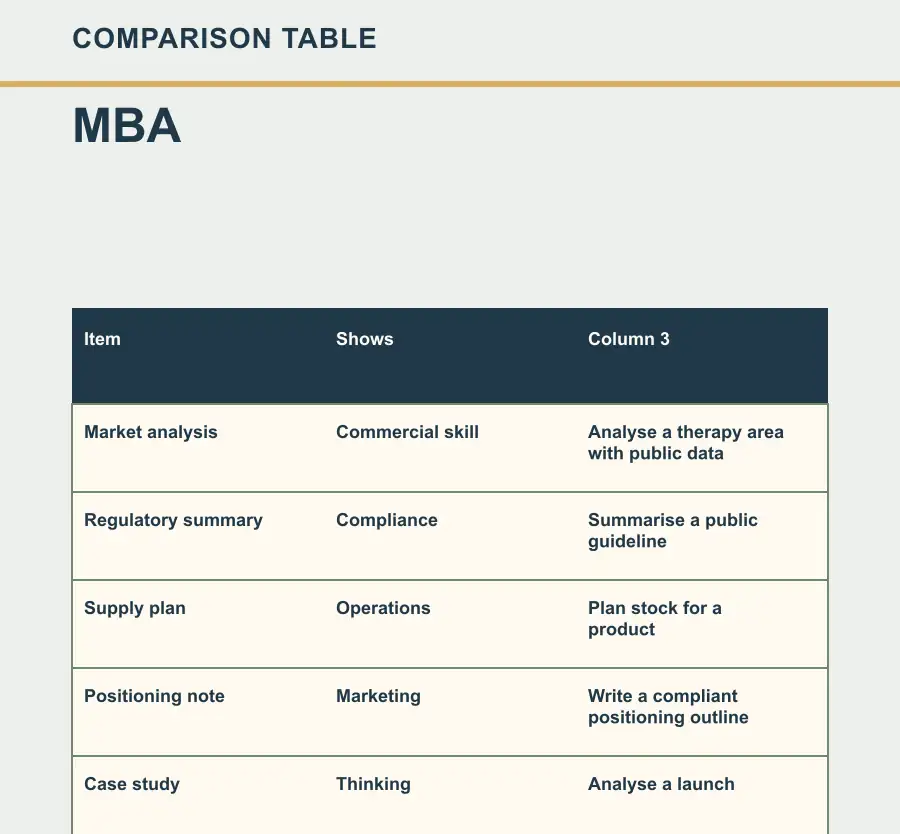 COMPARISON TABLE
MBA
Item Shows Column 3
Market analysis Commercial skill Analyse a therapy area
with public data
Regulatory summary Compliance Summarise a public
guideline
Supply plan Operations Plan stock for a
product
Positioning note Marketing Write a compliant
positioning outline
Case study Thinking Analyse a launch